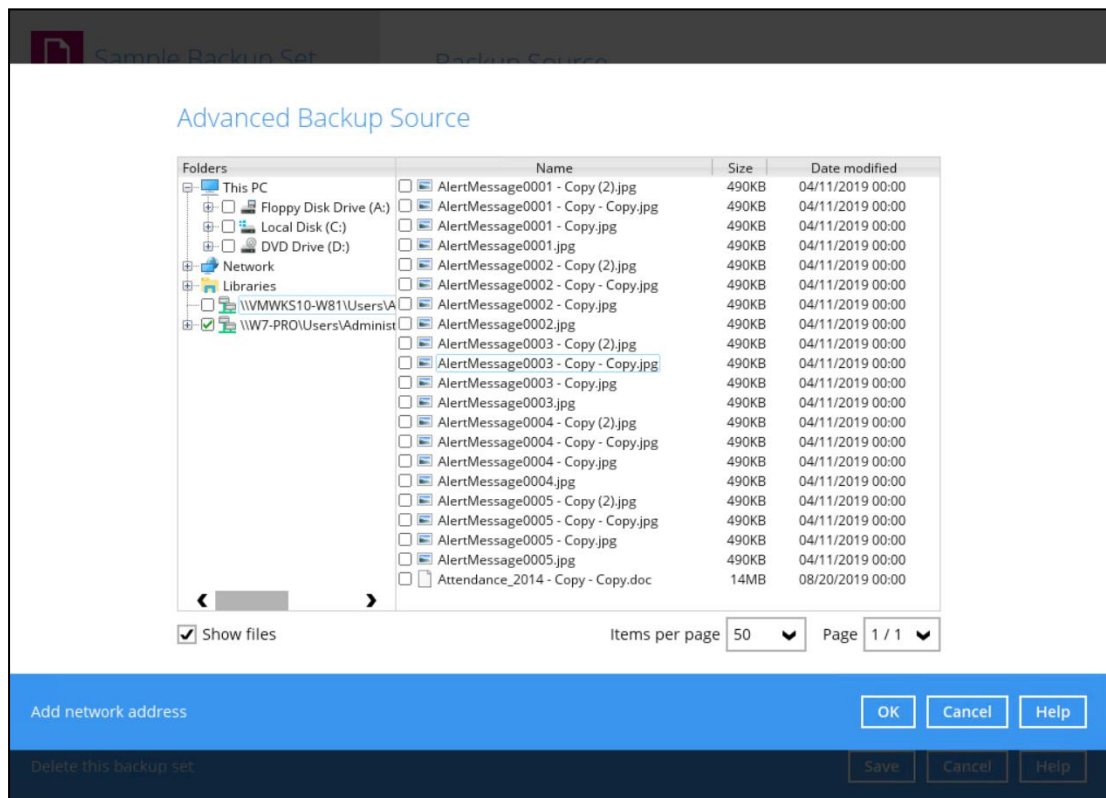 Sample Backup Set
Backup Source
Advanced Backup Source
Folders Name Size Date modified
This PC
Floppy Disk Drive (A:)
Local Disk (C:)
DVD Drive (D:)
Network
Libraries
\\VMWKS10-W81\Users\A
\\W7-PRO\Users\Administ
AlertMessage0001 - Copy (2).jpg 490KB 04/11/2019 00:00
AlertMessage0001 - Copy - Copy.jpg 490KB 04/11/2019 00:00
AlertMessage0001 - Copy.jpg 490KB 04/11/2019 00:00
AlertMessage0001.jpg 490KB 04/11/2019 00:00
AlertMessage0002 - Copy (2).jpg 490KB 04/11/2019 00:00
AlertMessage0002 - Copy - Copy.jpg 490KB 04/11/2019 00:00
AlertMessage0002 - Copy.jpg 490KB 04/11/2019 00:00
AlertMessage0002.jpg 490KB 04/11/2019 00:00
AlertMessage0003 - Copy (2).jpg 490KB 04/11/2019 00:00
AlertMessage0003 - Copy - Copy.jpg 490KB 04/11/2019 00:00
AlertMessage0003 - Copy.jpg 490KB 04/11/2019 00:00
AlertMessage0003.jpg 490KB 04/11/2019 00:00
AlertMessage0004 - Copy (2).jpg 490KB 04/11/2019 00:00
AlertMessage0004 - Copy - Copy.jpg 490KB 04/11/2019 00:00
AlertMessage0004 - Copy.jpg 490KB 04/11/2019 00:00
AlertMessage0004.jpg 490KB 04/11/2019 00:00
AlertMessage0005 - Copy (2).jpg 490KB 04/11/2019 00:00
AlertMessage0005 - Copy - Copy.jpg 490KB 04/11/2019 00:00
AlertMessage0005 - Copy.jpg 490KB 04/11/2019 00:00
AlertMessage0005.jpg 490KB 04/11/2019 00:00
Attendance_2014 - Copy - Copy.doc 14MB 08/20/2019 00:00
Show files Items per page 50 Page 1 / 1
Add network address OK Cancel Help
Delete this backup set Save Cancel Help